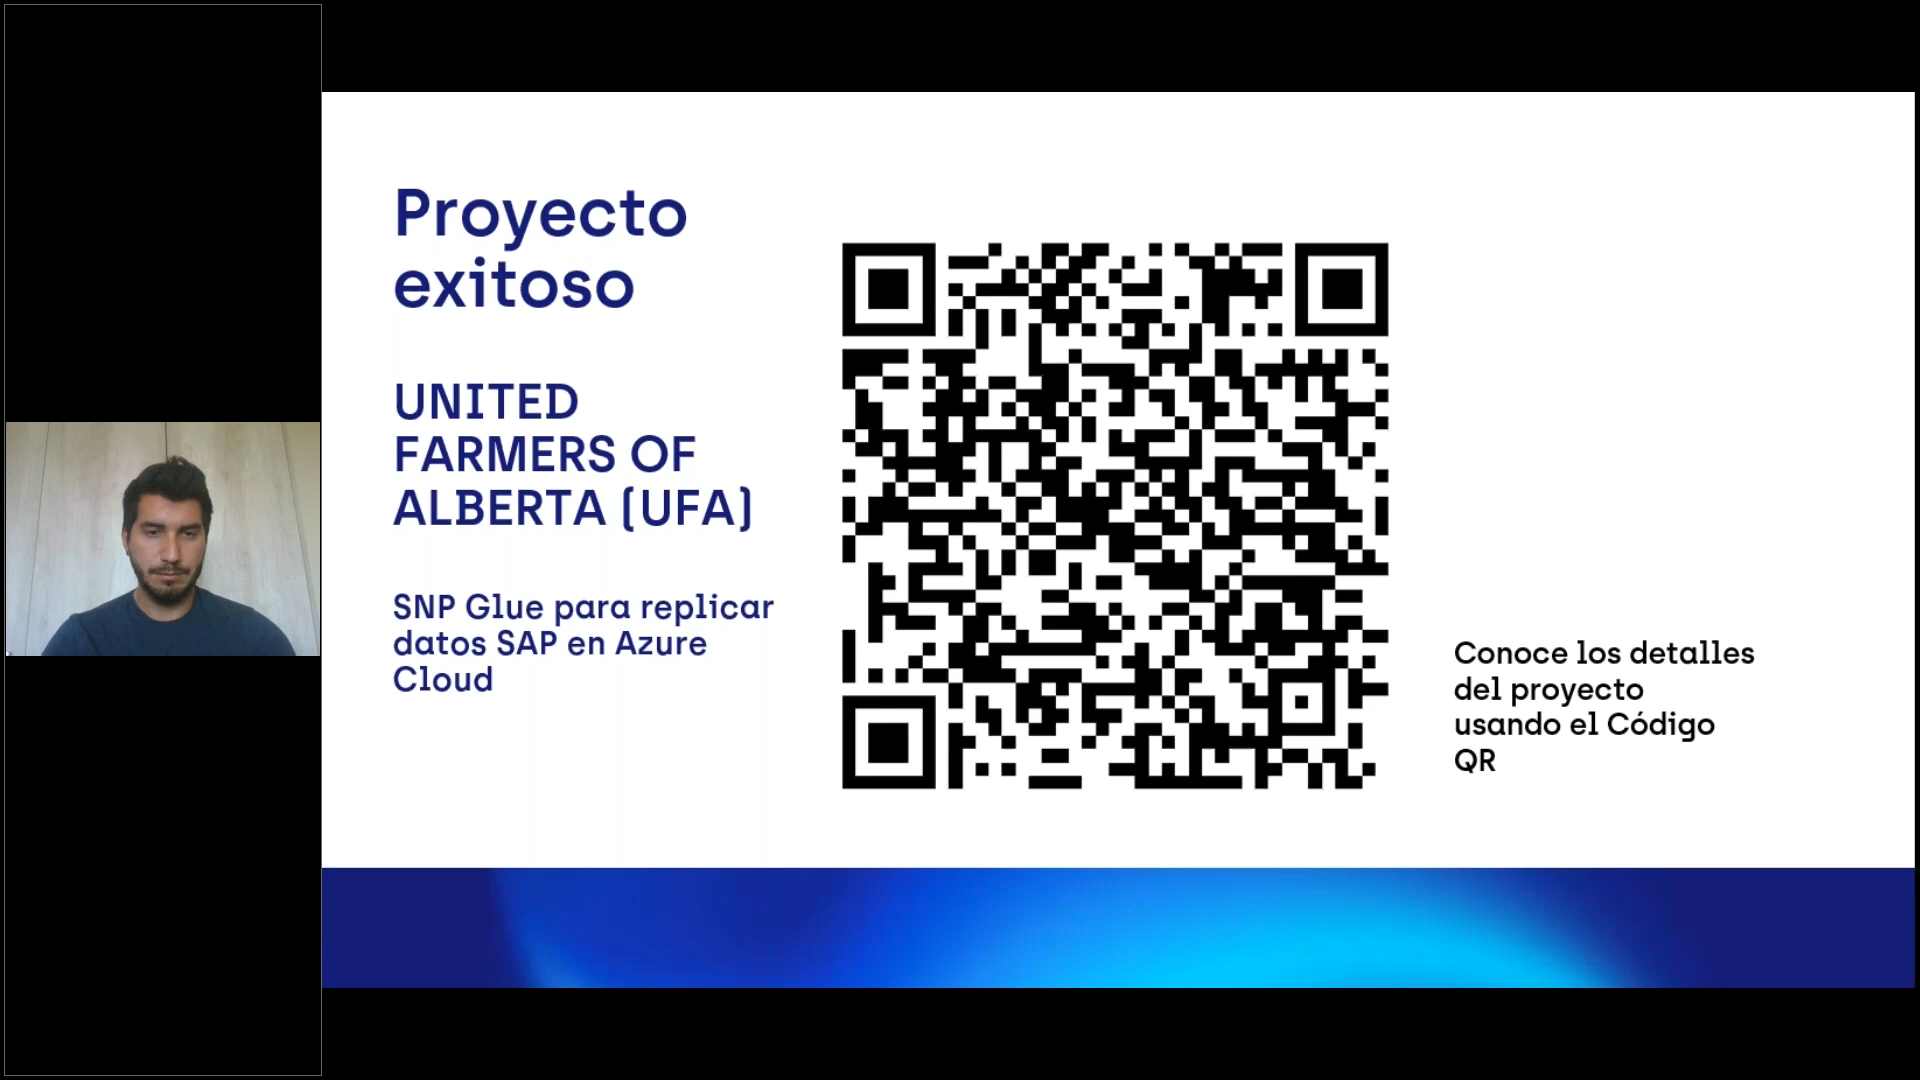 Proyecto
exitoso
UNITED
FARMERS OF
ALBERTA (UFA)
SNP Glue para replicar
datos SAP en Azure
Cloud
Conoce los detalles
del proyecto
usando el Código
QR